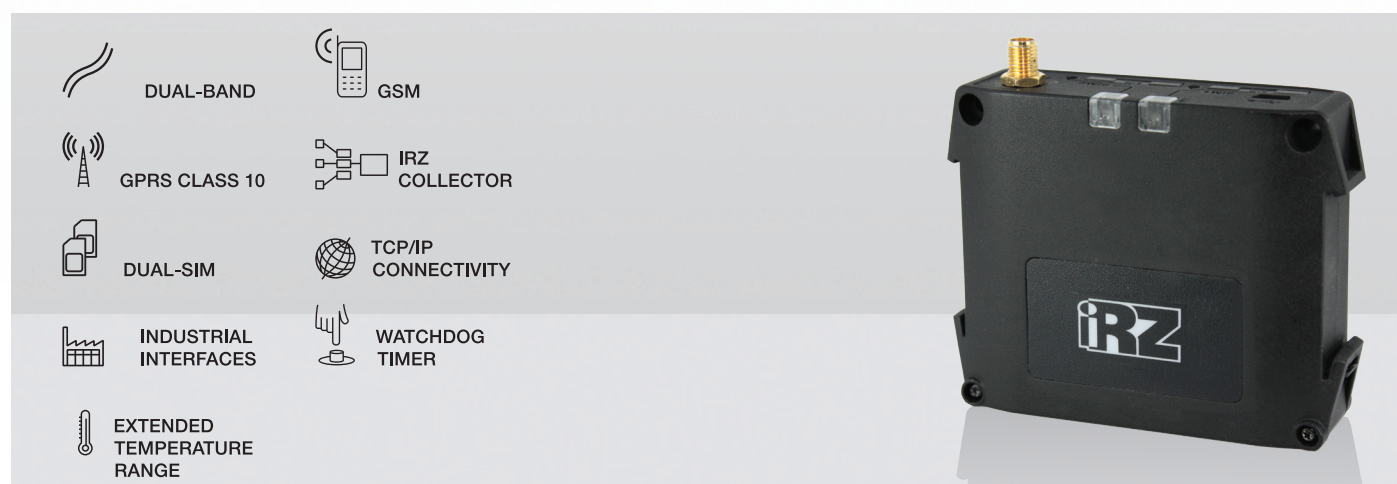 DUAL-BAND
GSM
GPRS CLASS 10
IRZ
COLLECTOR
DUAL-SIM
TCP/IP
CONNECTIVITY
INDUSTRIAL
INTERFACES
WATCHDOG
TIMER
EXTENDED
TEMPERATURE
RANGE
iRZ